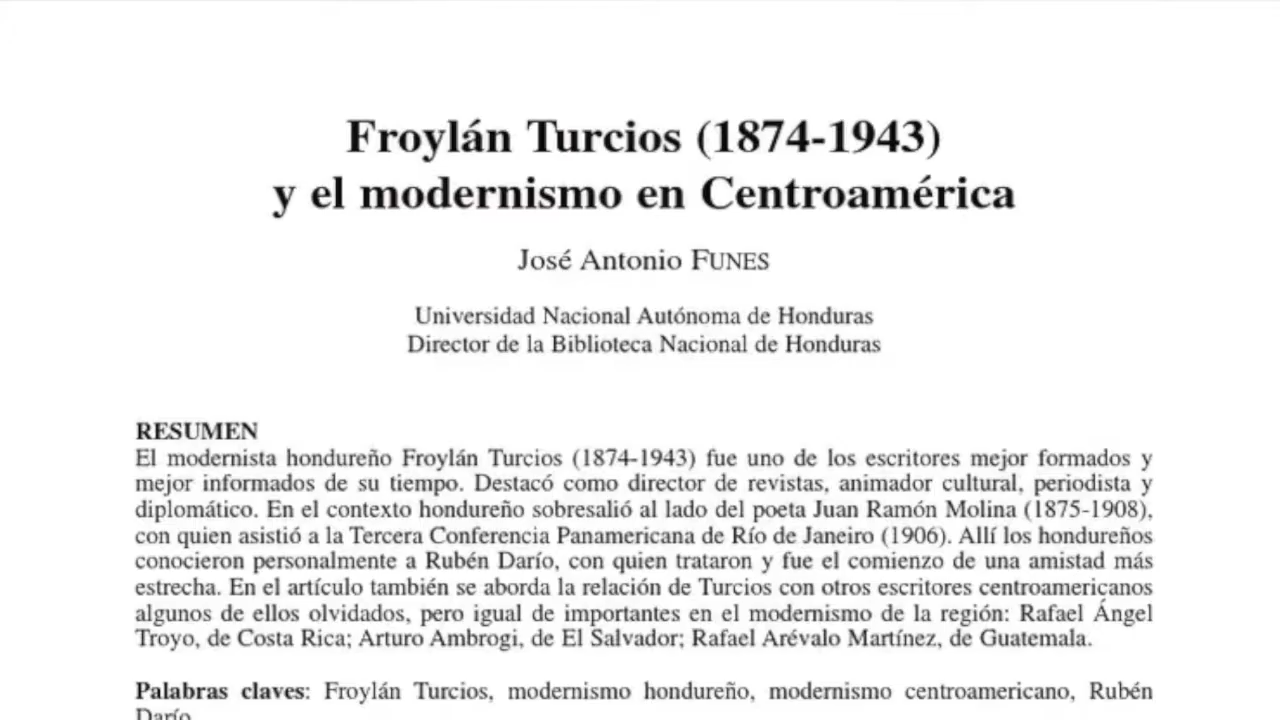 Froylán Turcios (1874-1943)
y el modernismo en Centroamérica
José Antonio FUNES
Universidad Nacional Autónoma de Honduras
Director de la Biblioteca Nacional de Honduras
RESUMEN
El modernista hondureño Froylán Turcios (1874-1943) fue uno de los escritores mejor formados y
mejor informados de su tiempo. Destacó como director de revistas, animador cultural, periodista y
diplomático. En el contexto hondureño sobresalió al lado del poeta Juan Ramón Molina (1875-1908),
con quien asistió a la Tercera Conferencia Panamericana de Río de Janeiro (1906). Allí los hondureños
conocieron personalmente a Rubén Darío, con quien trataron y fue el comienzo de una amistad más
estrecha. En el artículo también se aborda la relación de Turcios con otros escritores centroamericanos
algunos de ellos olvidados, pero igual de importantes en el modernismo de la región: Rafael Ángel
Troyo, de Costa Rica; Arturo Ambrogi, de El Salvador; Rafael Arévalo Martínez, de Guatemala.
Palabras claves: Froylán Turcios, modernismo hondureño, modernismo centroamericano, Rubén
Darío